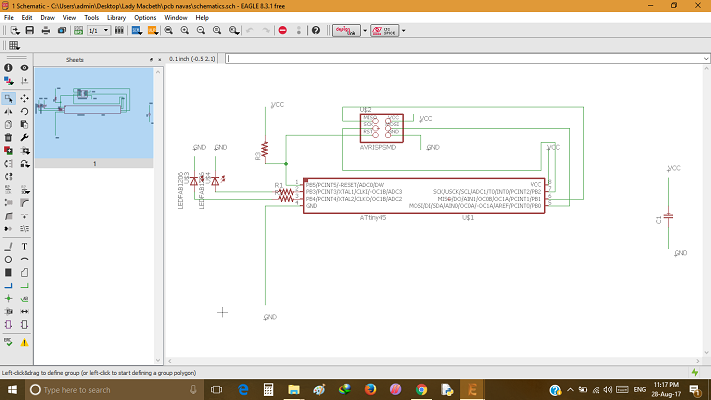 1 Schematic - C:\Users\admin\Desktop\Lady Macbeth\pcb navas\schematics.sch - EAGLE 8.3.1 free
File Edit Draw View Tools Library Options Window Help
1/1
design link
Sheets
0.1 inch (-0.5 2.1)
1
VCC
U$2
MISO VCC
SCK
RST GND
VCC
AVRISPSMD
GND
R3
GND GND
VCC
LEDFAB1206
U$3
LEDFAB1206
U$4
R1
PB5/PCINT5/-RESET/ADC0/DW
VCC
PB3/PCINT3/XTAL1/CLKI/-OC1B/ADC3
SCK/USCK/SCL/ADC1/T0/INT0/PCINT2/PB2
PB4/PCINT4/XTAL2/CLKO/OC1B/ADC2
MISO/DO/AIN1/OC0B/OC1A/PCINT1/PB1
GND
MOSI/DI/SDA/AIN0/OC0A/-OC1A/AREF/PCINT0/PB0
ATtiny45
U$1
VCC
C1
GND
GND
Left-click&drag to define group (or left-click to start defining a group polygon)
Type here to search
ENG
11:17 PM
28-Aug-17